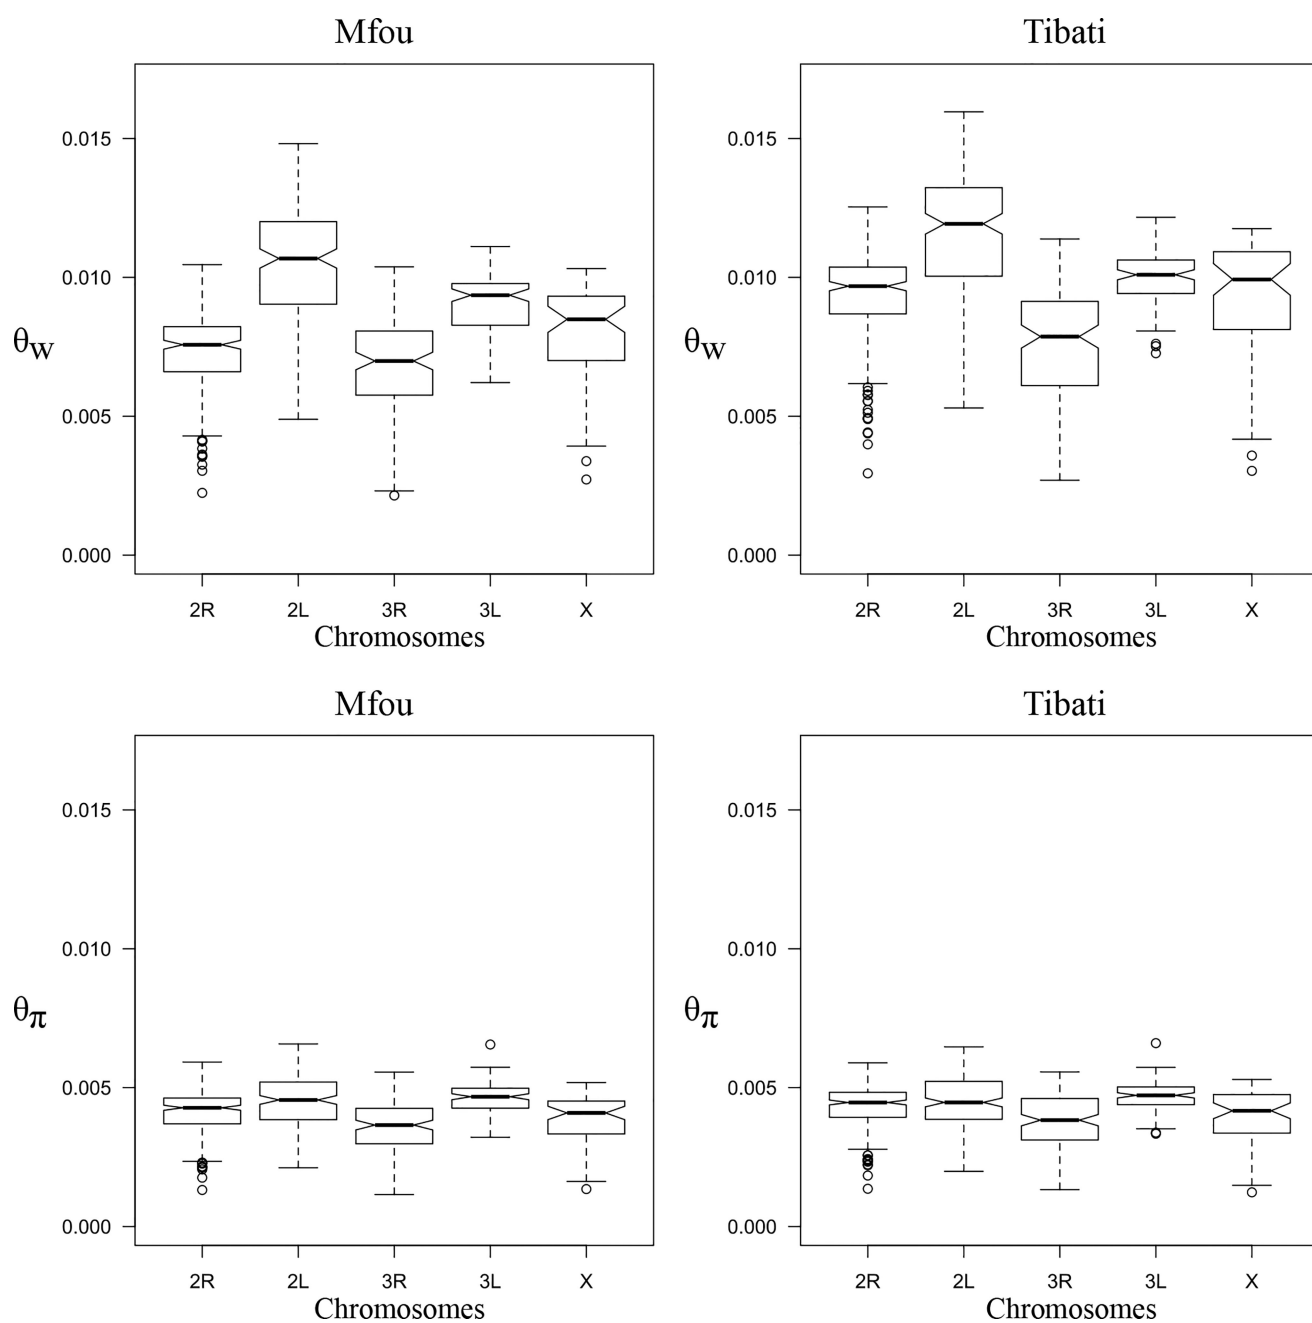 Mfou
Tibati
0.015
0.010
0.005
0.000
θw
2R 2L 3R 3L X
Chromosomes
0.015
0.010
0.005
0.000
θw
2R 2L 3R 3L X
Chromosomes
Mfou
Tibati
0.015
0.010
0.005
0.000
θπ
2R 2L 3R 3L X
Chromosomes
0.015
0.010
0.005
0.000
θπ
2R 2L 3R 3L X
Chromosomes